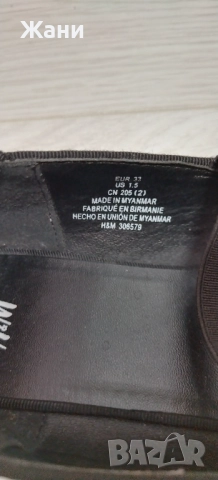 Жани
EUR 33
US 1.5
CN 205 (2)
MADE IN MYANMAR
FABRIQUÉ EN BIRMANIE
HECHO EN UNIÓN DE MYANMAR
H&M 306579
BAZAR